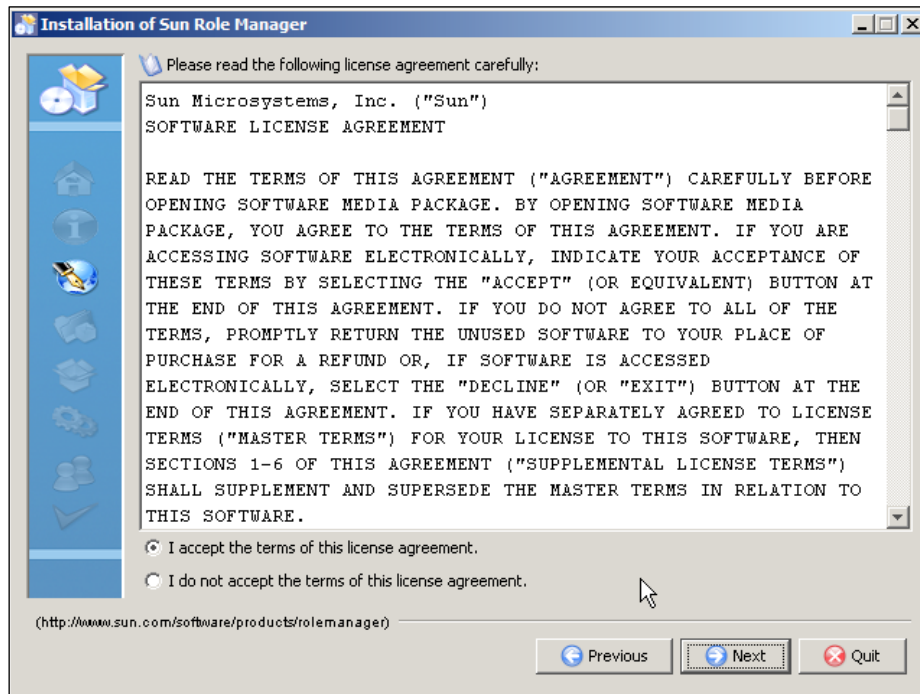 Installation of Sun Role Manager
Please read the following license agreement carefully:
Sun Microsystems, Inc. ("Sun")
SOFTWARE LICENSE AGREEMENT
READ THE TERMS OF THIS AGREEMENT ("AGREEMENT") CAREFULLY BEFORE
OPENING SOFTWARE MEDIA PACKAGE. BY OPENING SOFTWARE MEDIA
PACKAGE, YOU AGREE TO THE TERMS OF THIS AGREEMENT. IF YOU ARE
ACCESSING SOFTWARE ELECTRONICALLY, INDICATE YOUR ACCEPTANCE OF
THESE TERMS BY SELECTING THE "ACCEPT" (OR EQUIVALENT) BUTTON AT
THE END OF THIS AGREEMENT. IF YOU DO NOT AGREE TO ALL OF THE
TERMS, PROMPTLY RETURN THE UNUSED SOFTWARE TO YOUR PLACE OF
PURCHASE FOR A REFUND OR, IF SOFTWARE IS ACCESSED
ELECTRONICALLY, SELECT THE "DECLINE" (OR "EXIT") BUTTON AT THE
END OF THIS AGREEMENT. IF YOU HAVE SEPARATELY AGREED TO LICENSE
TERMS ("MASTER TERMS") FOR YOUR LICENSE TO THIS SOFTWARE, THEN
SECTIONS 1-6 OF THIS AGREEMENT ("SUPPLEMENTAL LICENSE TERMS")
SHALL SUPPLEMENT AND SUPERSEDE THE MASTER TERMS IN RELATION TO
THIS SOFTWARE.
I accept the terms of this license agreement.
I do not accept the terms of this license agreement.
(http://www.sun.com/software/products/rolemanager)
Previous
Next
Quit